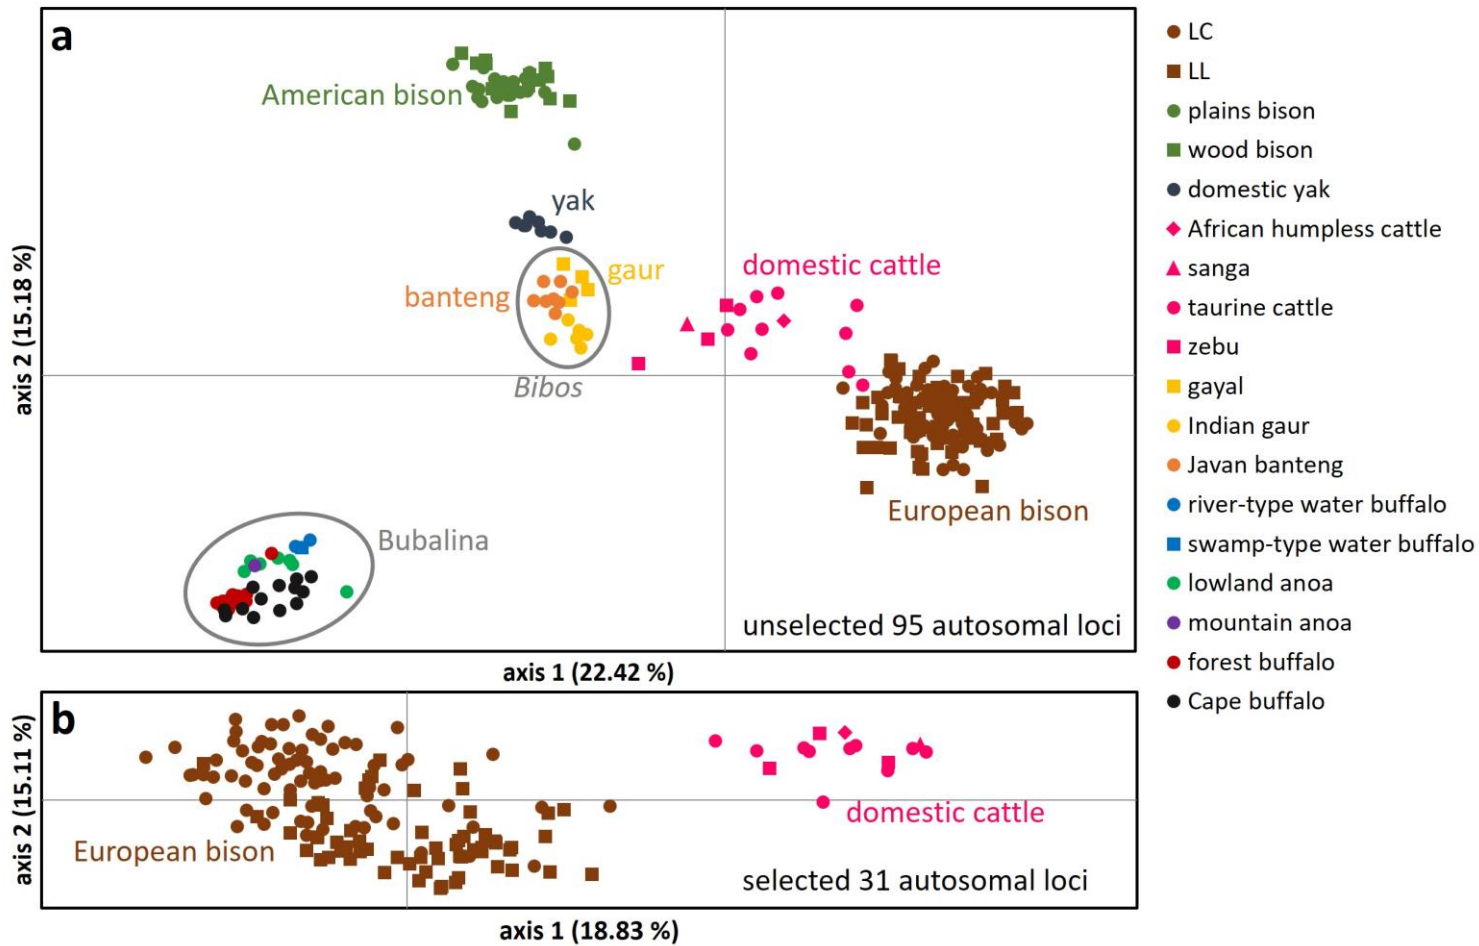 a
American bison
yak
gaur
banteng
Bibos
domestic cattle
European bison
Bubalina
unselected 95 autosomal loci
axis 2 (15.18 %)
axis 1 (22.42 %)
b
European bison
domestic cattle
selected 31 autosomal loci
axis 2 (15.11 %)
axis 1 (18.83 %)
LC
LL
plains bison
wood bison
domestic yak
African humpless cattle
sanga
taurine cattle
zebu
gayal
Indian gaur
Javan banteng
river-type water buffalo
swamp-type water buffalo
lowland anoa
mountain anoa
forest buffalo
Cape buffalo